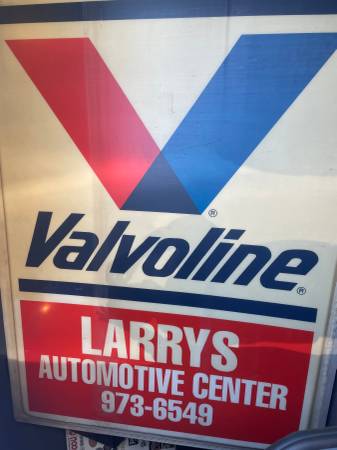 Valvoline®
®
LARRYS
AUTOMOTIVE CENTER
973-6549